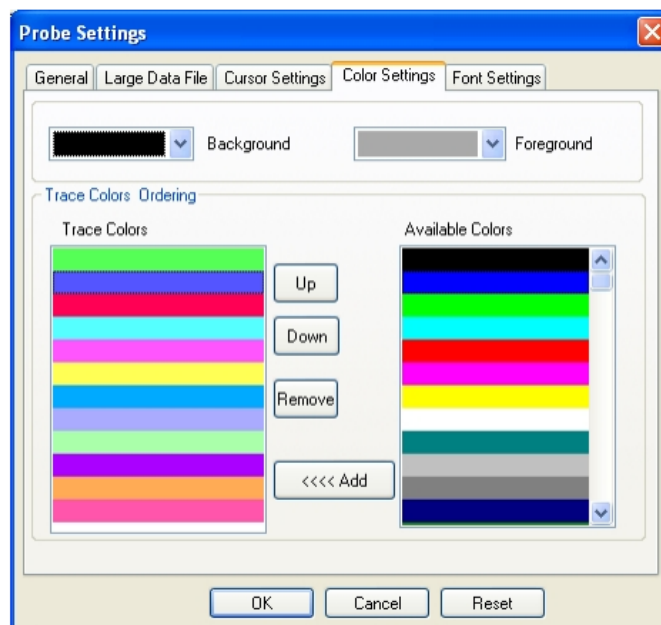 Probe Settings
General
Large Data File
Cursor Settings
Color Settings
Font Settings
Background
Foreground
Trace Colors Ordering
Trace Colors
Available Colors
Up
Down
Remove
<<<< Add
OK
Cancel
Reset